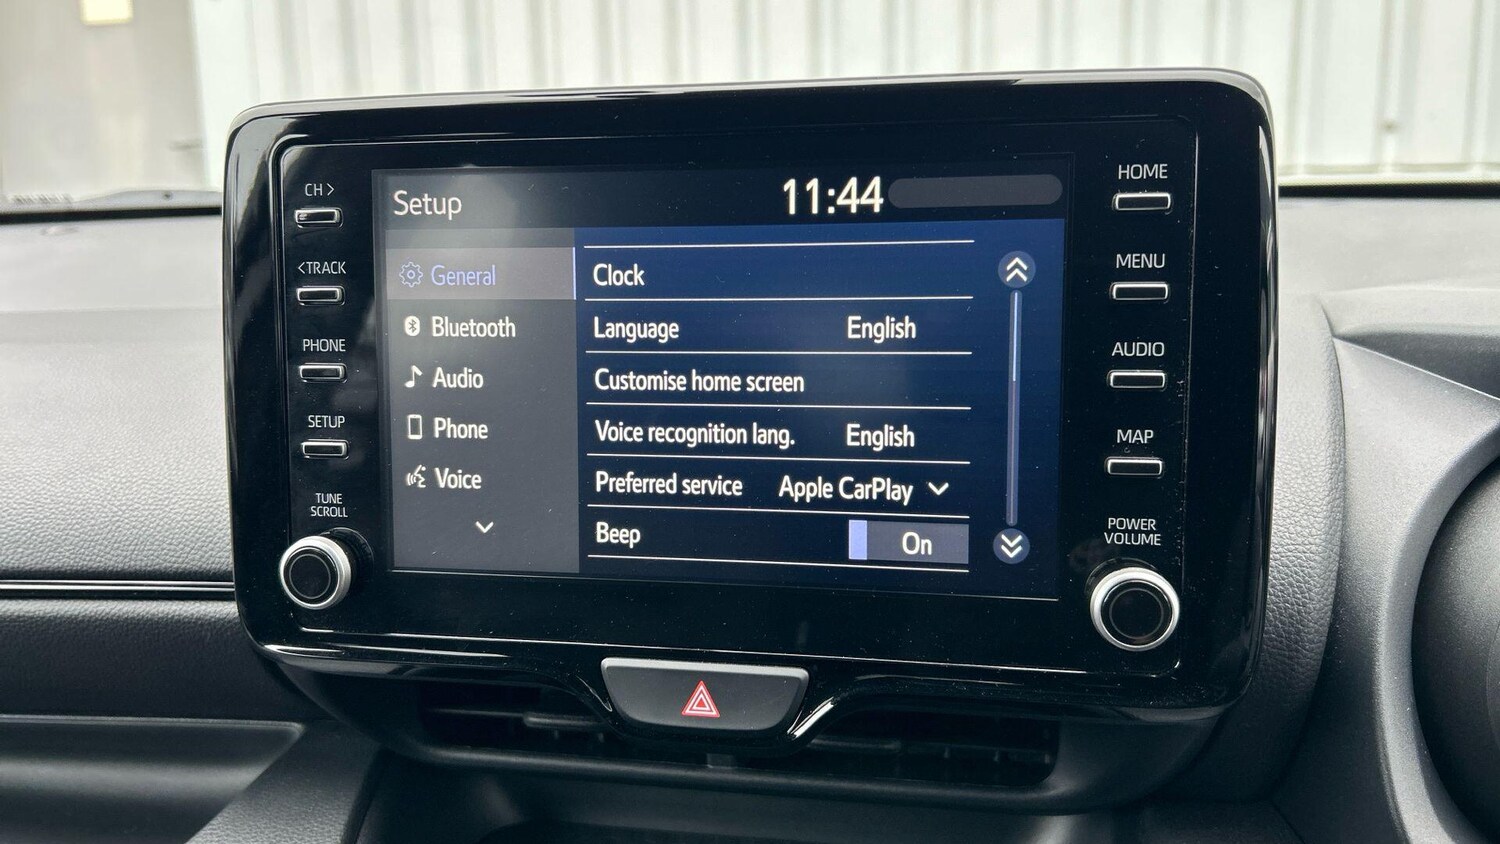 CH >
<TRACK
PHONE
SETUP
TUNE
SCROLL
Setup
11:44
General
Bluetooth
Audio
Phone
Voice
Clock
Language English
Customise home screen
Voice recognition lang. English
Preferred service Apple CarPlay
Beep On
HOME
MENU
AUDIO
MAP
POWER
VOLUME